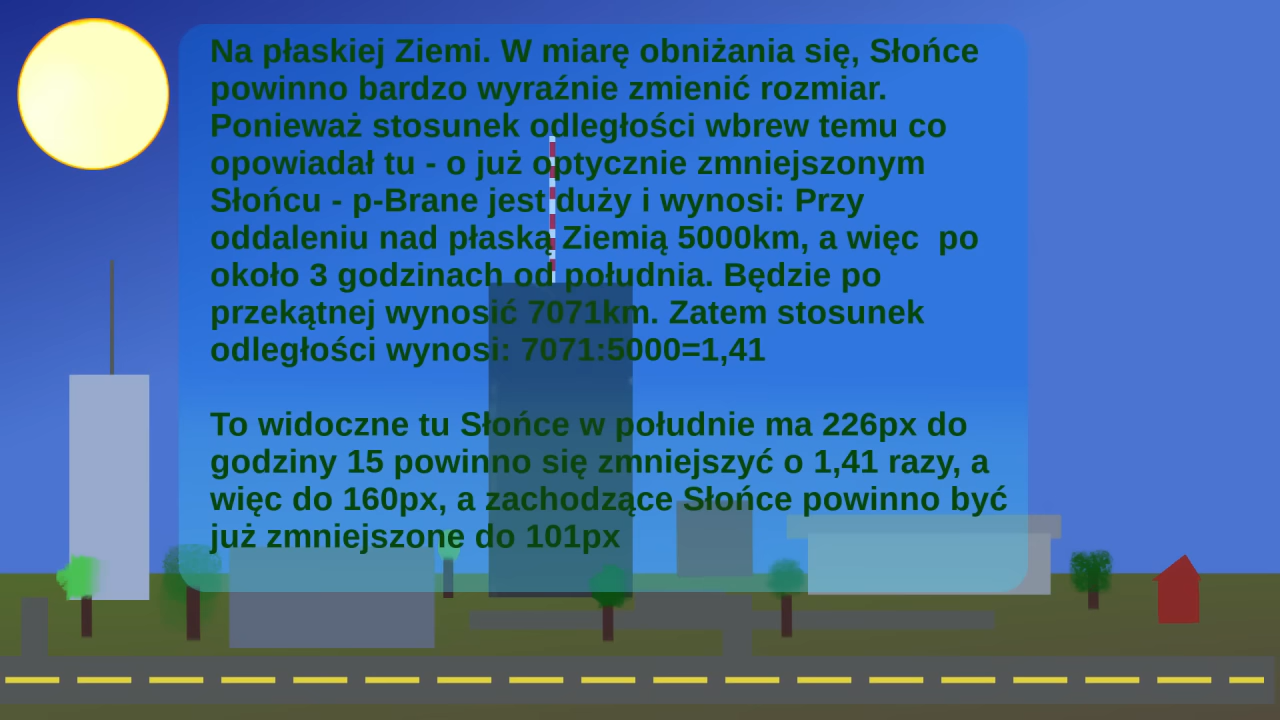 Na płaskiej Ziemi. W miarę obniżania się, Słońce
powinno bardzo wyraźnie zmienić rozmiar.
Ponieważ stosunek odległości wbrew temu co
opowiadał tu - o już optycznie zmniejszonym
Słońcu - p-Brane jest duży i wynosi: Przy
oddaleniu nad płaską Ziemią 5000km, a więc  po
około 3 godzinach od południa. Będzie po
przekątnej wynosić 7071km. Zatem stosunek
odległości wynosi: 7071:5000=1,41
To widoczne tu Słońce w południe ma 226px do
godziny 15 powinno się zmniejszyć o 1,41 razy, a
więc do 160px, a zachodzące Słońce powinno być
już zmniejszone do 101px